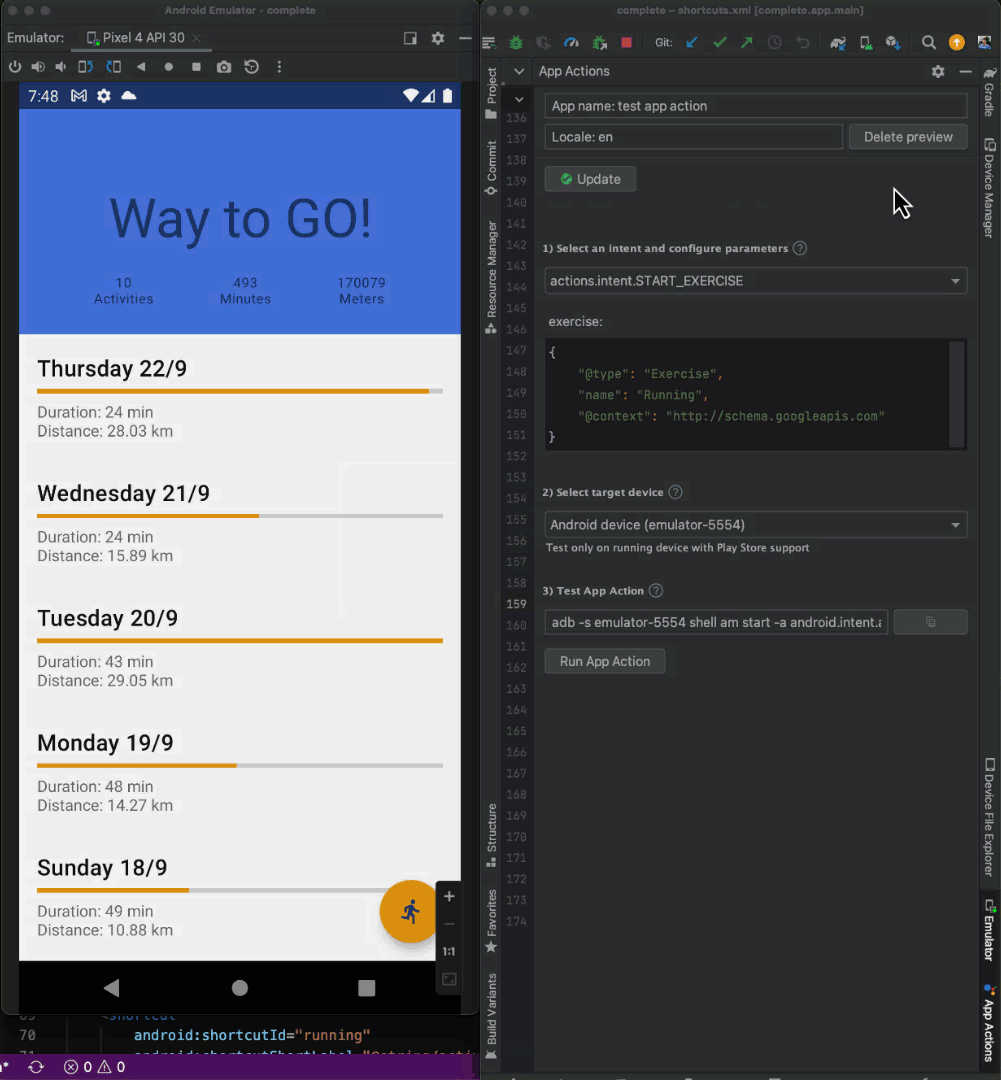 Android Emulator - complete
Emulator:
Pixel 4 API 30
7:48
Way to GO!
10
Activities
493
Minutes
170079
Meters
Thursday 22/9
Duration: 24 min
Distance: 28.03 km
Wednesday 21/9
Duration: 24 min
Distance: 15.89 km
Tuesday 20/9
Duration: 43 min
Distance: 29.05 km
Monday 19/9
Duration: 48 min
Distance: 14.27 km
Sunday 18/9
Duration: 49 min
Distance: 10.88 km
1:1
70
android:shortcutId="running"
0
0
complete – shortcuts.xml [complete.app.main]
Git:
Project
Commit
Resource Manager
Structure
Favorites
Build Variants
App Actions
136
137
138
139
140
141
142
143
144
145
146
147
148
149
150
151
152
153
154
155
156
157
158
159
160
161
162
163
164
165
166
167
168
169
170
171
172
173
174
App name: test app action
Locale: en
Delete preview
Update
1) Select an intent and configure parameters
actions.intent.START_EXERCISE
exercise:
{
"@type": "Exercise",
"name": "Running",
"@context": "http://schema.googleapis.com"
}
2) Select target device
Android device (emulator-5554)
Test only on running device with Play Store support
3) Test App Action
adb -s emulator-5554 shell am start -a android.intent.a
Run App Action
Gradle
Device Manager
Device File Explorer
Emulator
App Actions